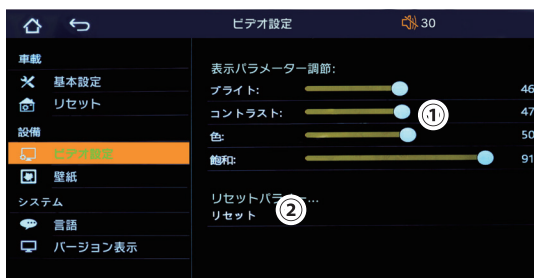 ビデオ設定 30
車載
基本設定
リセット
設備
ビデオ設定
壁紙
システム
言語
バージョン表示
表示パラメーター調節:
ブライト: 46
コントラスト: 47
①
色: 50
飽和: 91
リセットパラ...
②
リセット